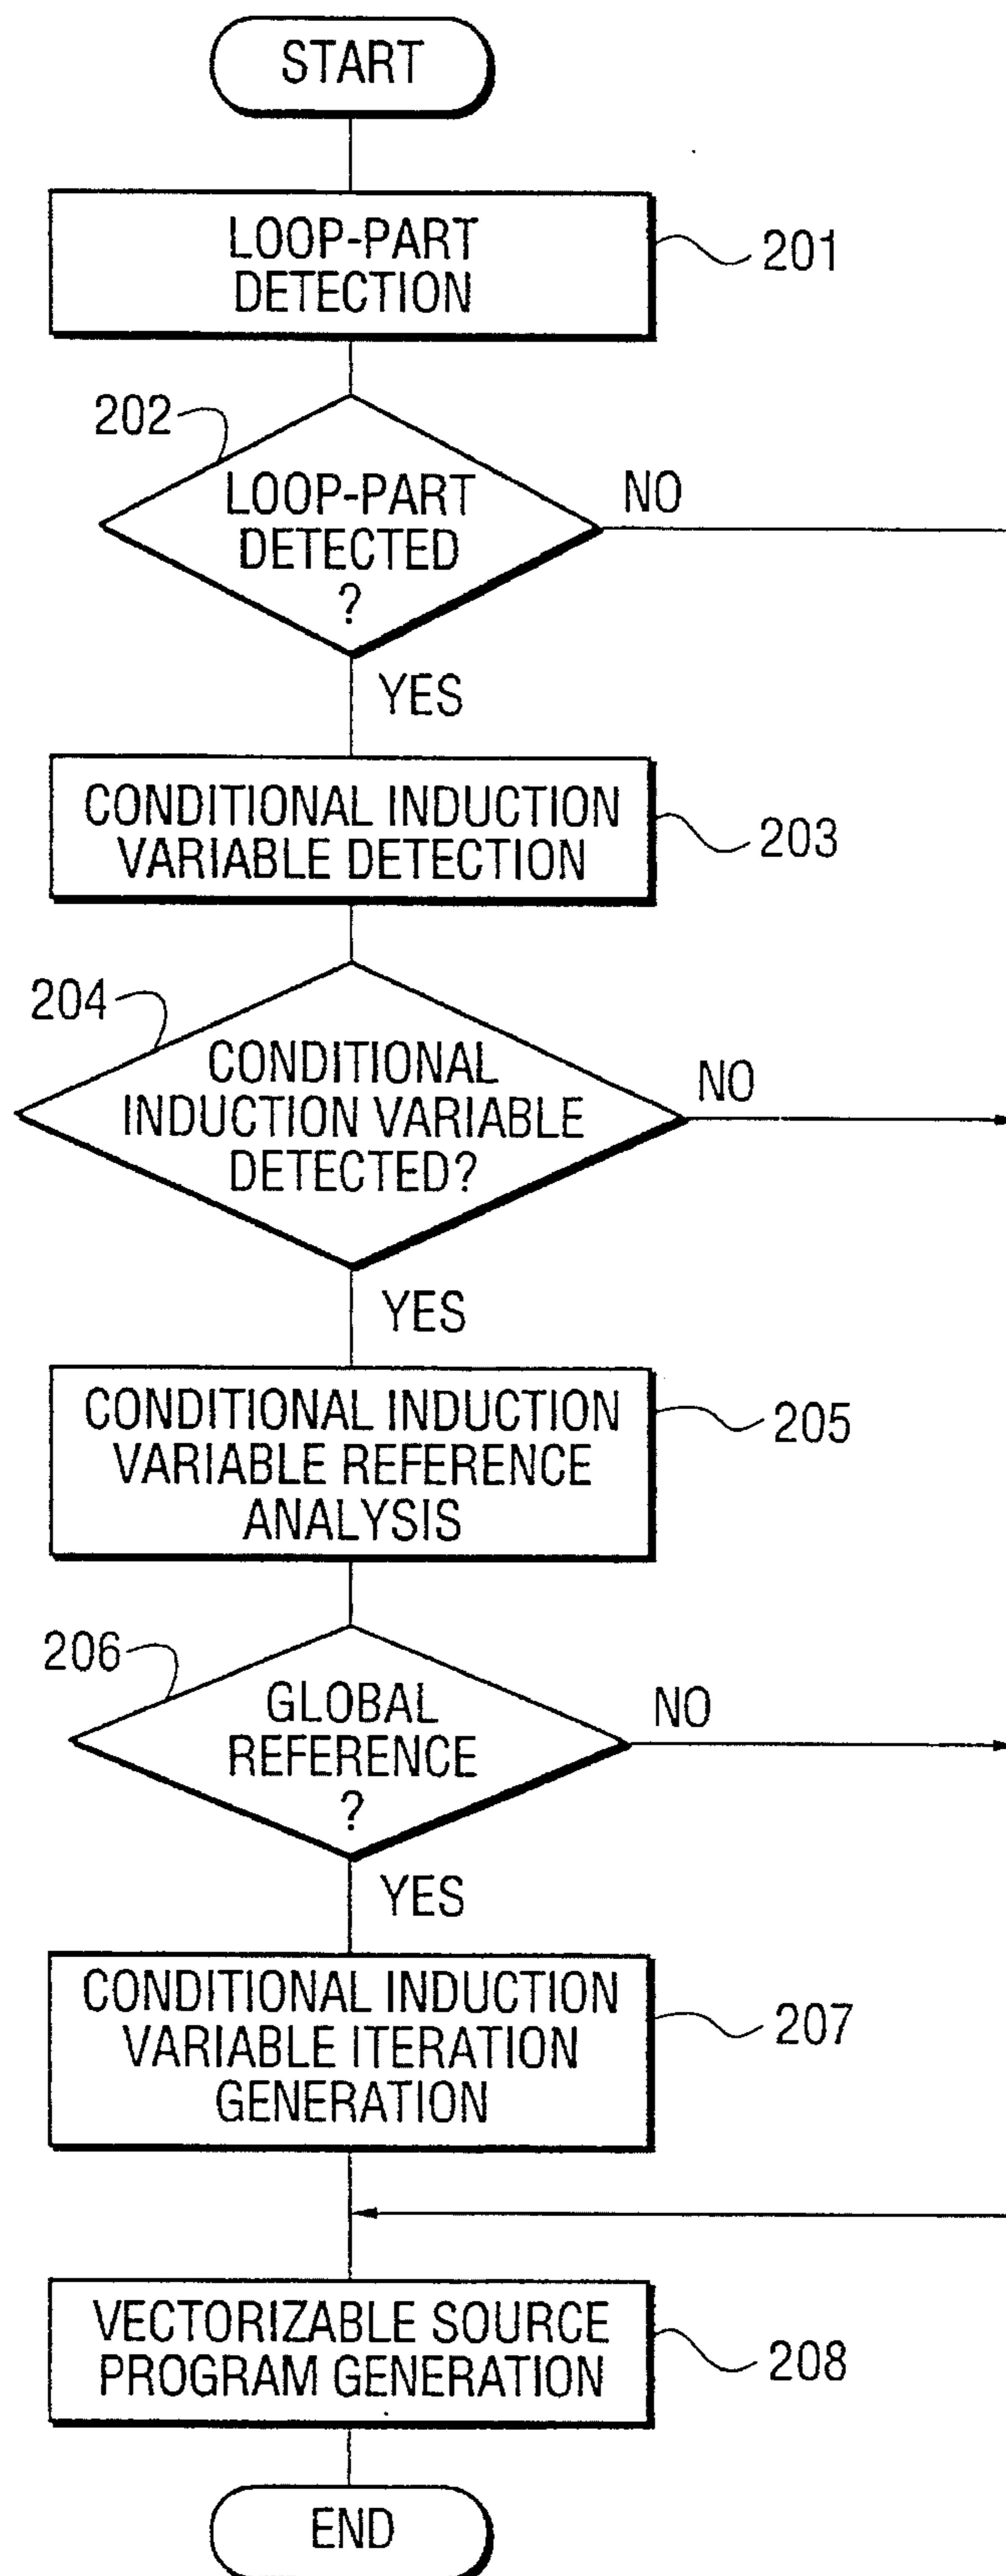 START
LOOP-PART
DETECTION
201
202
LOOP-PART
DETECTED
?
NO
YES
CONDITIONAL INDUCTION
VARIABLE DETECTION
203
204
CONDITIONAL
INDUCTION VARIABLE
DETECTED?
NO
YES
CONDITIONAL INDUCTION
VARIABLE REFERENCE
ANALYSIS
205
206
GLOBAL
REFERENCE
?
NO
YES
CONDITIONAL INDUCTION
VARIABLE ITERATION
GENERATION
207
VECTORIZABLE SOURCE
PROGRAM GENERATION
208
END